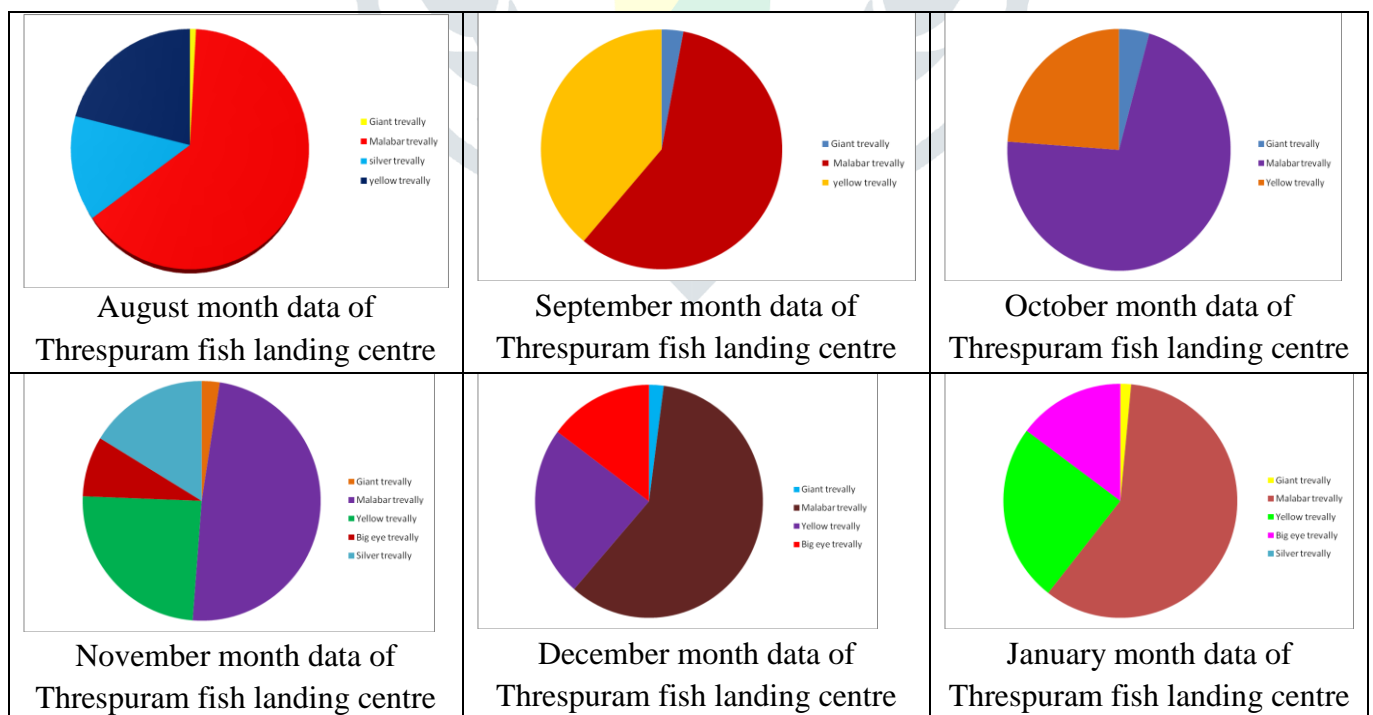 Giant trevally
Malabar trevally
silver trevally
yellow trevally
August month data of
Threspuram fish landing centre
Giant trevally
Malabar trevally
yellow trevally
September month data of
Threspuram fish landing centre
Giant trevally
Malabar trevally
Yellow trevally
October month data of
Threspuram fish landing centre
Giant trevally
Malabar trevally
Yellow trevally
Big eye trevally
Silver trevally
November month data of
Threspuram fish landing centre
Giant trevally
Malabar trevally
Yellow trevally
Big eye trevally
December month data of
Threspuram fish landing centre
Giant trevally
Malabar trevally
Yellow trevally
Big eye trevally
Silver trevally
January month data of
Threspuram fish landing centre